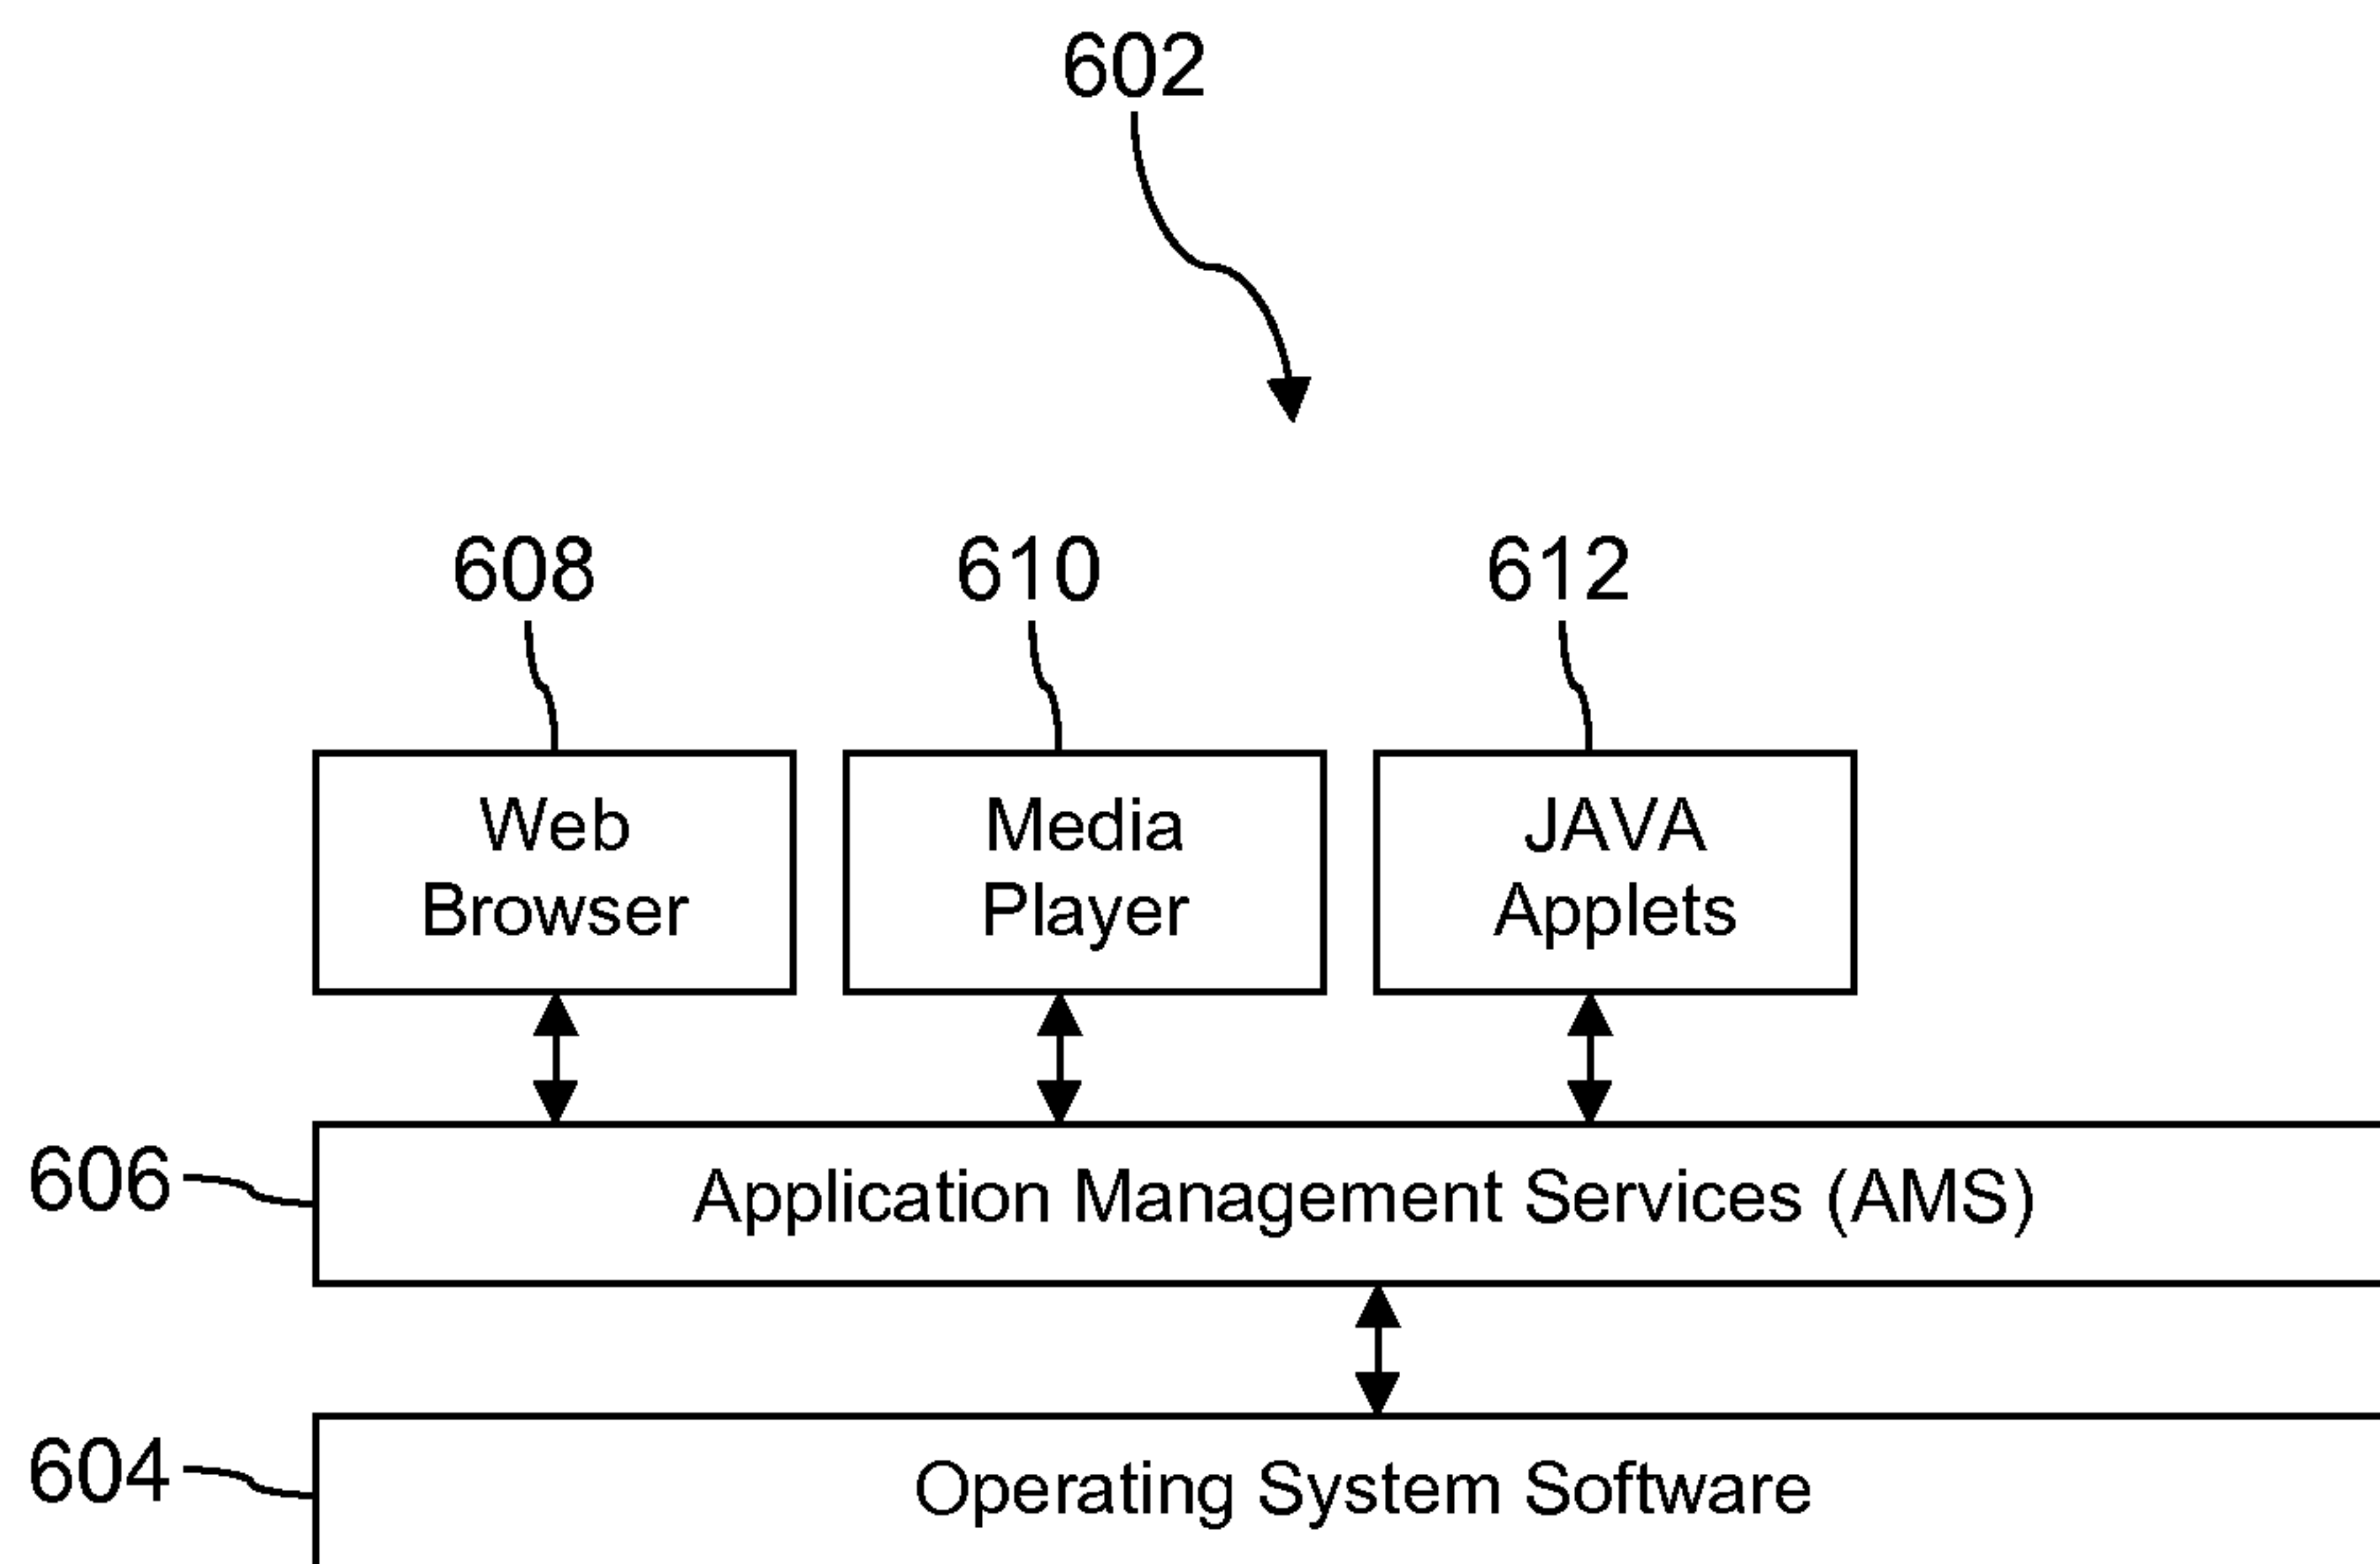 602
608
610
612
Web
Browser
Media
Player
JAVA
Applets
606
Application Management Services (AMS)
604
Operating System Software